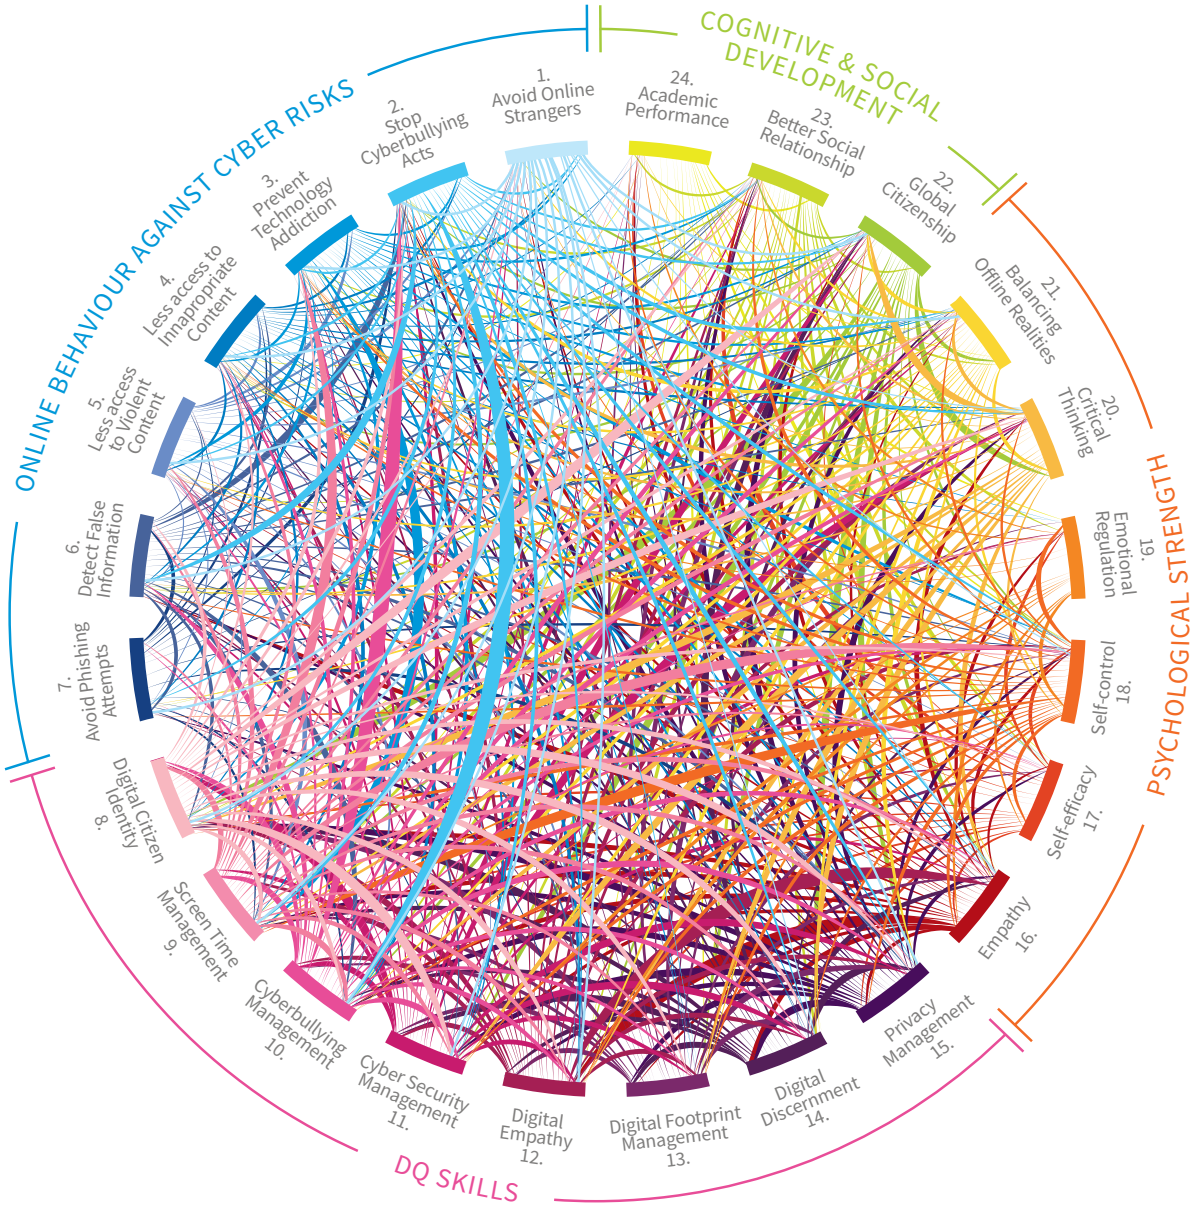 COGNITIVE & SOCIAL
DEVELOPMENT
ONLINE BEHAVIOUR AGAINST CYBER RISKS
PSYCHOLOGICAL STRENGTH
DQ SKILLS
1.
Avoid Online
Strangers
2.
Stop
Cyberbullying
Acts
3.
Prevent
Technology
Addiction
4.
Less access to
Innapropriate
Content
5.
Less access
to Violent
Content
6.
Detect False
Information
7.
Avoid Phishing
Attempts
Digital Citizen
Identity
8.
Screen Time
Management
9.
Cyberbullying
Management
10.
Cyber Security
Management
11.
Digital
Empathy
12.
Digital Footprint
Management
13.
Digital
Discernment
14.
Privacy
Management
15.
Empathy
16.
Self-efficacy
17.
Self-control
18.
19.
Emotional
Regulation
20.
Critical
Thinking
21.
Balancing
Offline Realities
22.
Global
Citizenship
23.
Better Social
Relationship
24.
Academic
Performance